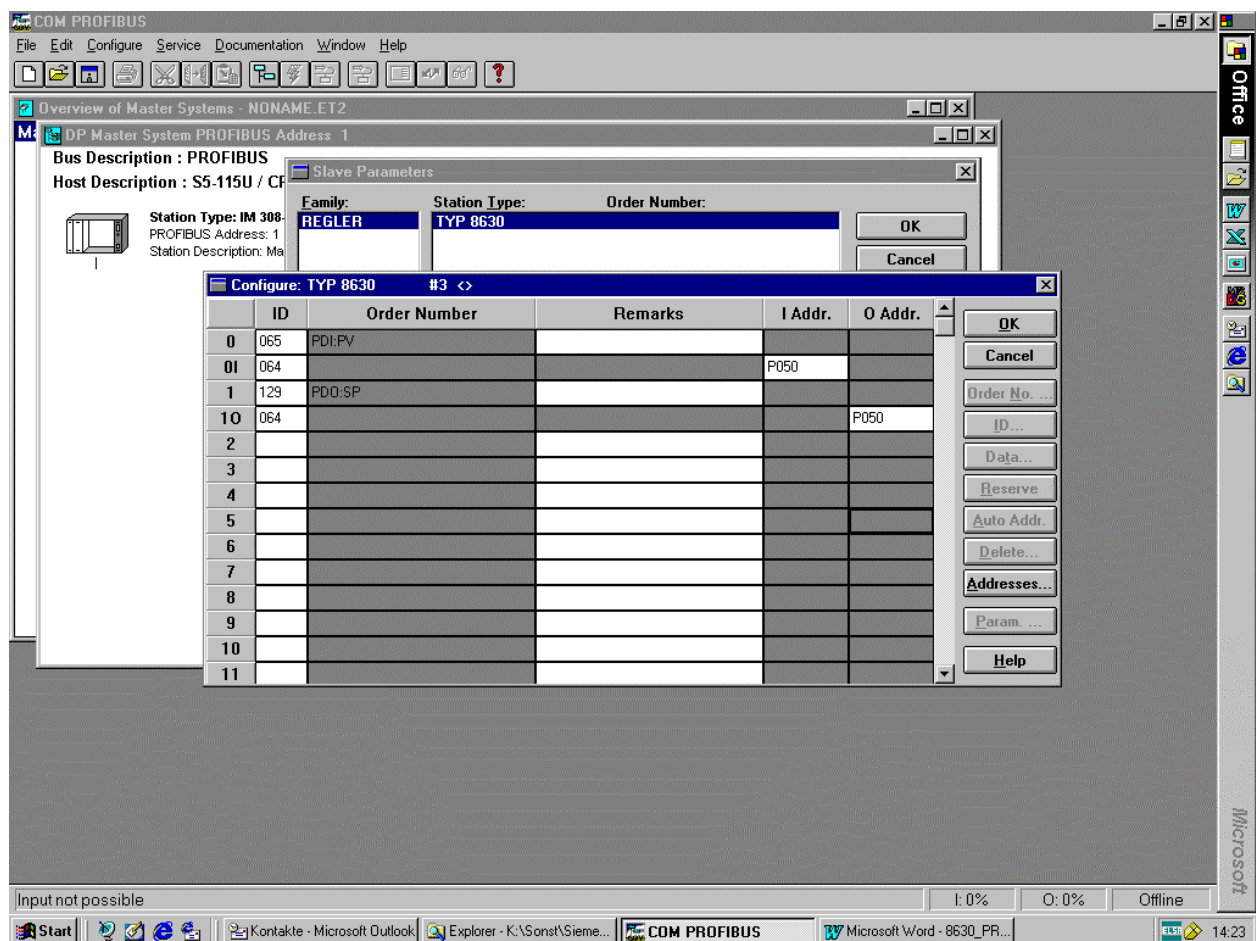 COM PROFIBUS
File Edit Configure Service Documentation Window Help
Overview of Master Systems - NONAME.ET2
Ma
DP Master System PROFIBUS Address 1
Bus Description : PROFIBUS
Host Description : S5-115U / CP
Station Type: IM 308-
PROFIBUS Address: 1
Station Description: Ma
Slave Parameters
Family: Station Type: Order Number:
REGLER TYP 8630
OK
Cancel
Configure: TYP 8630 #3 <>
ID Order Number Remarks I Addr. O Addr.
0 065 PDI:PV
0I 064 P050
1 129 PDO:SP
1O 064 P050
2
3
4
5
6
7
8
9
10
11
OK
Cancel
Order No. ...
ID...
Data...
Reserve
Auto Addr.
Delete...
Addresses...
Param. ...
Help
Office
Microsoft
Input not possible I: 0% O: 0% Offline
Start Kontakte - Microsoft Outlook Explorer - K:\Sonst\Sieme... COM PROFIBUS Microsoft Word - 8630_PR... ELSA 14:23